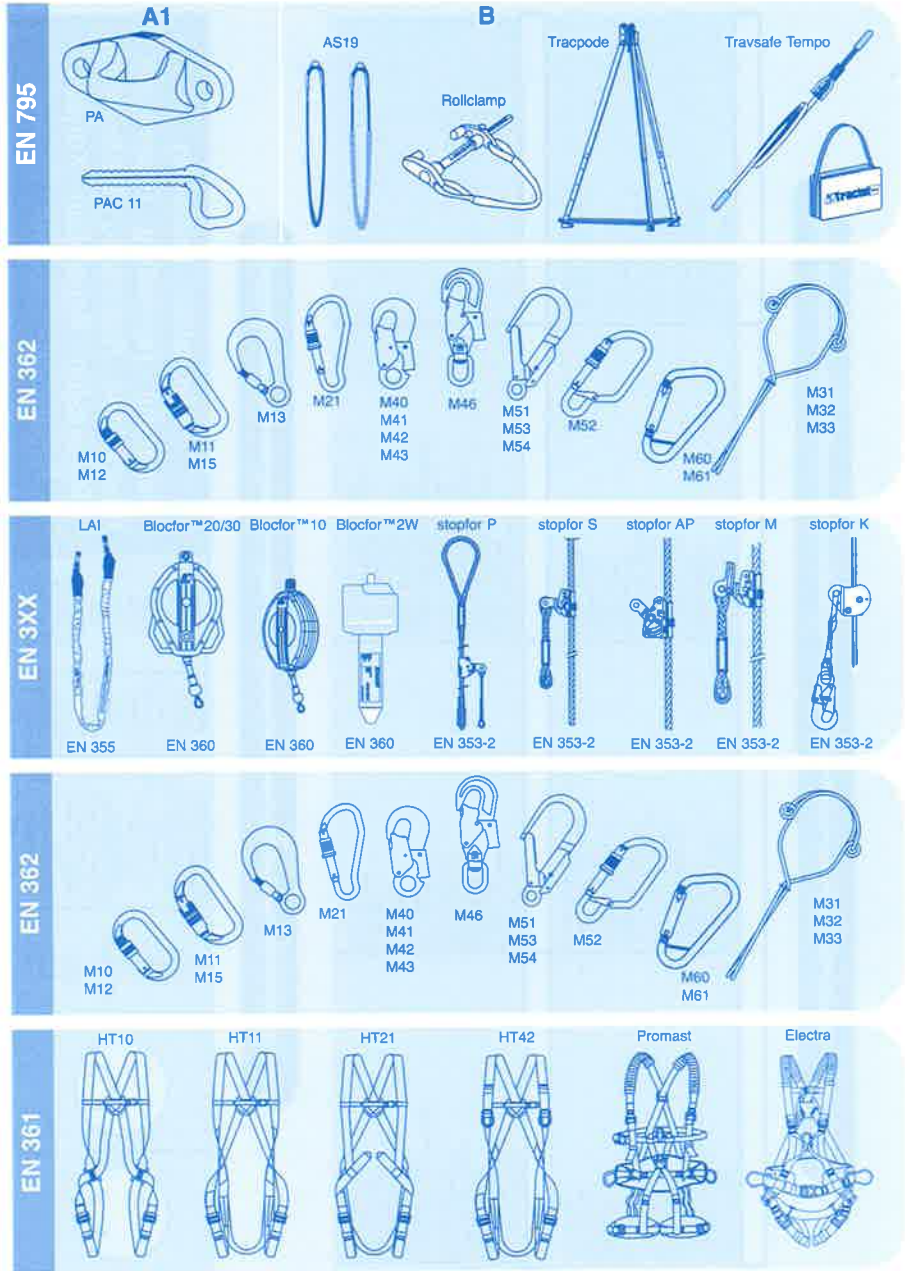 EN 795
A1
B
PA
PAC 11
AS19
Rollclamp
Tracpode
Travsafe Tempo
Tractel
EN 362
M10
M12
M11
M15
M13
M21
M40
M41
M42
M43
M46
M51
M53
M54
M52
M60
M61
M31
M32
M33
EN 3XX
LAI
Blocfor™20/30
Blocfor™10
Blocfor™2W
stopfor P
stopfor S
stopfor AP
stopfor M
stopfor K
EN 355
EN 360
EN 360
EN 360
EN 353-2
EN 353-2
EN 353-2
EN 353-2
EN 353-2
EN 362
M10
M12
M11
M15
M13
M21
M40
M41
M42
M43
M46
M51
M53
M54
M52
M60
M61
M31
M32
M33
EN 361
HT10
HT11
HT21
HT42
Promast
Electra